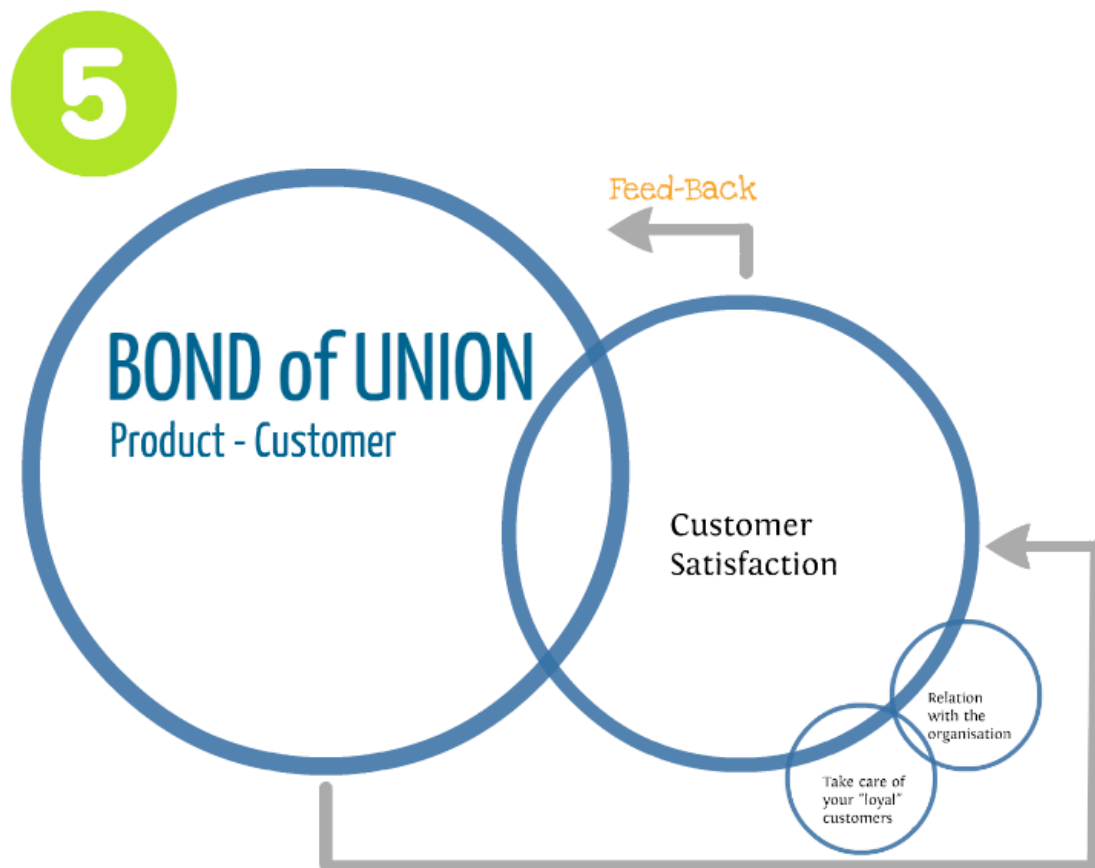 5
Feed-Back
BOND of UNION
Product - Customer
Customer
Satisfaction
Relation
with the
organisation
Take care of
your "loyal"
customers